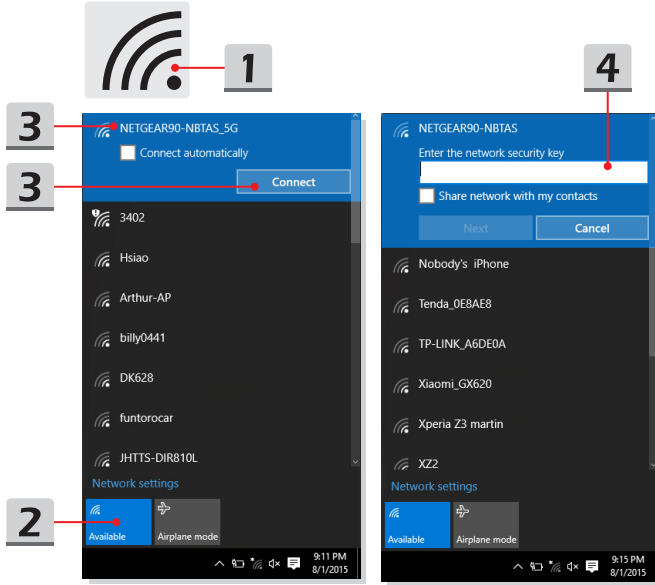 1
3
NETGEAR90-NBTAS_5G
Connect automatically
3
Connect
3402
Hsiao
Arthur-AP
billy0441
DK628
funtorocar
JHTTS-DIR810L
Network settings
2
Available
Airplane mode
9:11 PM
8/1/2015
4
NETGEAR90-NBTAS
Enter the network security key
Share network with my contacts
Next
Cancel
Nobody's iPhone
Tenda_0E8AE8
TP-LINK_A6DE0A
Xiaomi_GX620
Xperia Z3 martin
XZ2
Network settings
Available
Airplane mode
9:15 PM
8/1/2015